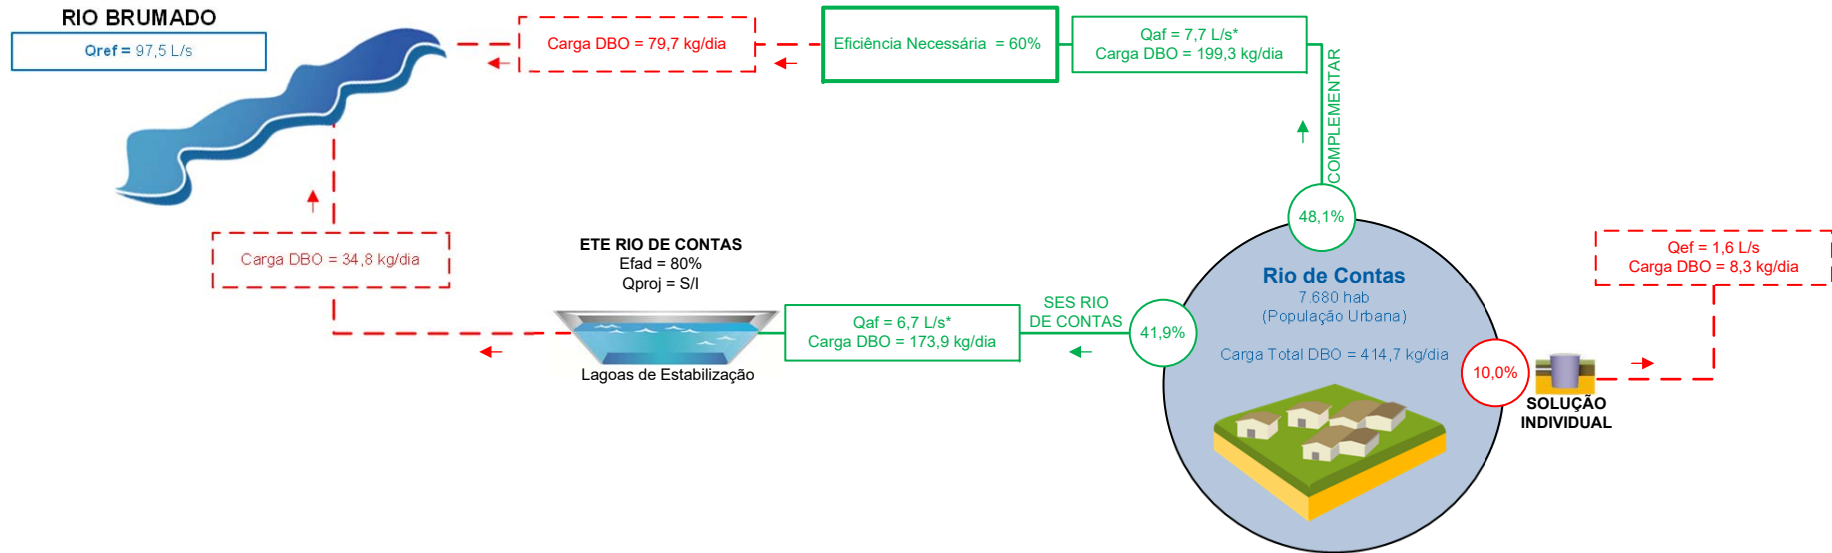 RIO BRUMADO
Qref = 97,5 L/s
Carga DBO = 79,7 kg/dia
Eficiência Necessária = 60%
Qaf = 7,7 L/s*
Carga DBO = 199,3 kg/dia
COMPLEMENTAR
48,1%
Carga DBO = 34,8 kg/dia
ETE RIO DE CONTAS
Efad = 80%
Qproj = S/I
Lagoas de Estabilização
Qaf = 6,7 L/s*
Carga DBO = 173,9 kg/dia
SES RIO
DE CONTAS
41,9%
Rio de Contas
7.680 hab
(População Urbana)
Carga Total DBO = 414,7 kg/dia
10,0%
SOLUÇÃO
INDIVIDUAL
Qef = 1,6 L/s
Carga DBO = 8,3 kg/dia